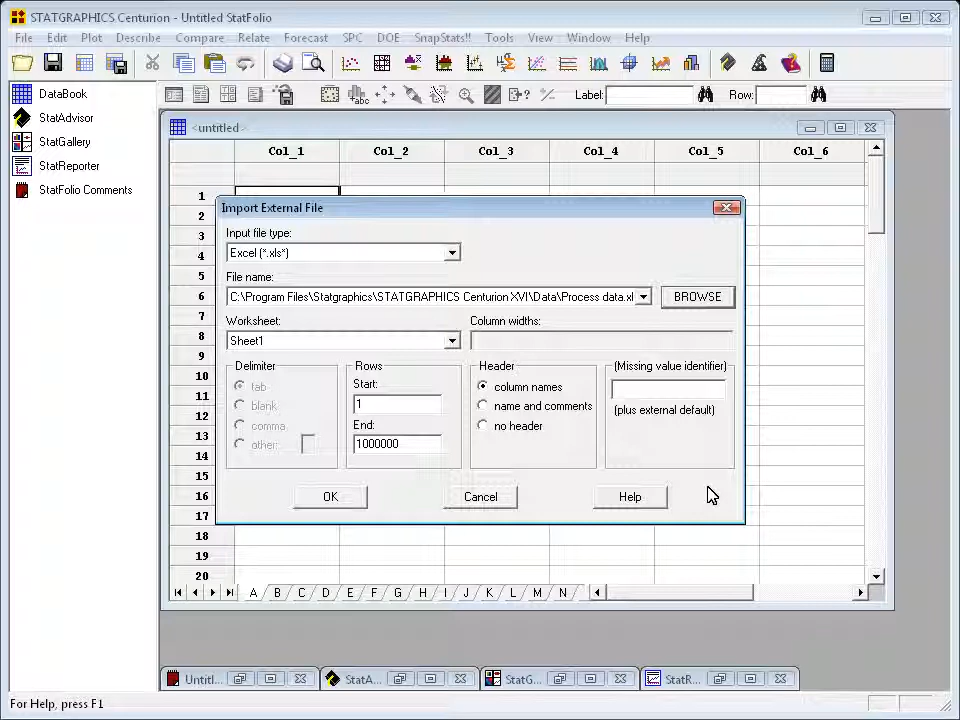 STATGRAPHICS Centurion - Untitled StatFolio
File Edit Plot Describe Compare Relate Forecast SPC DOE SnapStats!! Tools View Window Help
Label: Row:
DataBook
StatAdvisor
StatGallery
StatReporter
StatFolio Comments
<untitled>
Col_1 Col_2 Col_3 Col_4 Col_5 Col_6
1
2
3
4
5
6
7
8
9
10
11
12
13
14
15
16
17
18
19
20
Import External File
Input file type:
Excel (*.xls*)
File name:
C:\Program Files\Statgraphics\STATGRAPHICS Centurion XVI\Data\Process data.xl
BROWSE
Worksheet: Column widths:
Sheet1
Delimiter
tab
blank
comma
other:
Rows
Start:
1
End:
1000000
Header
column names
name and comments
no header
(Missing value identifier)
(plus external default)
OK Cancel Help
A B C D E F G H I J K L M N
Untitl... StatA... StatG... StatR...
For Help, press F1